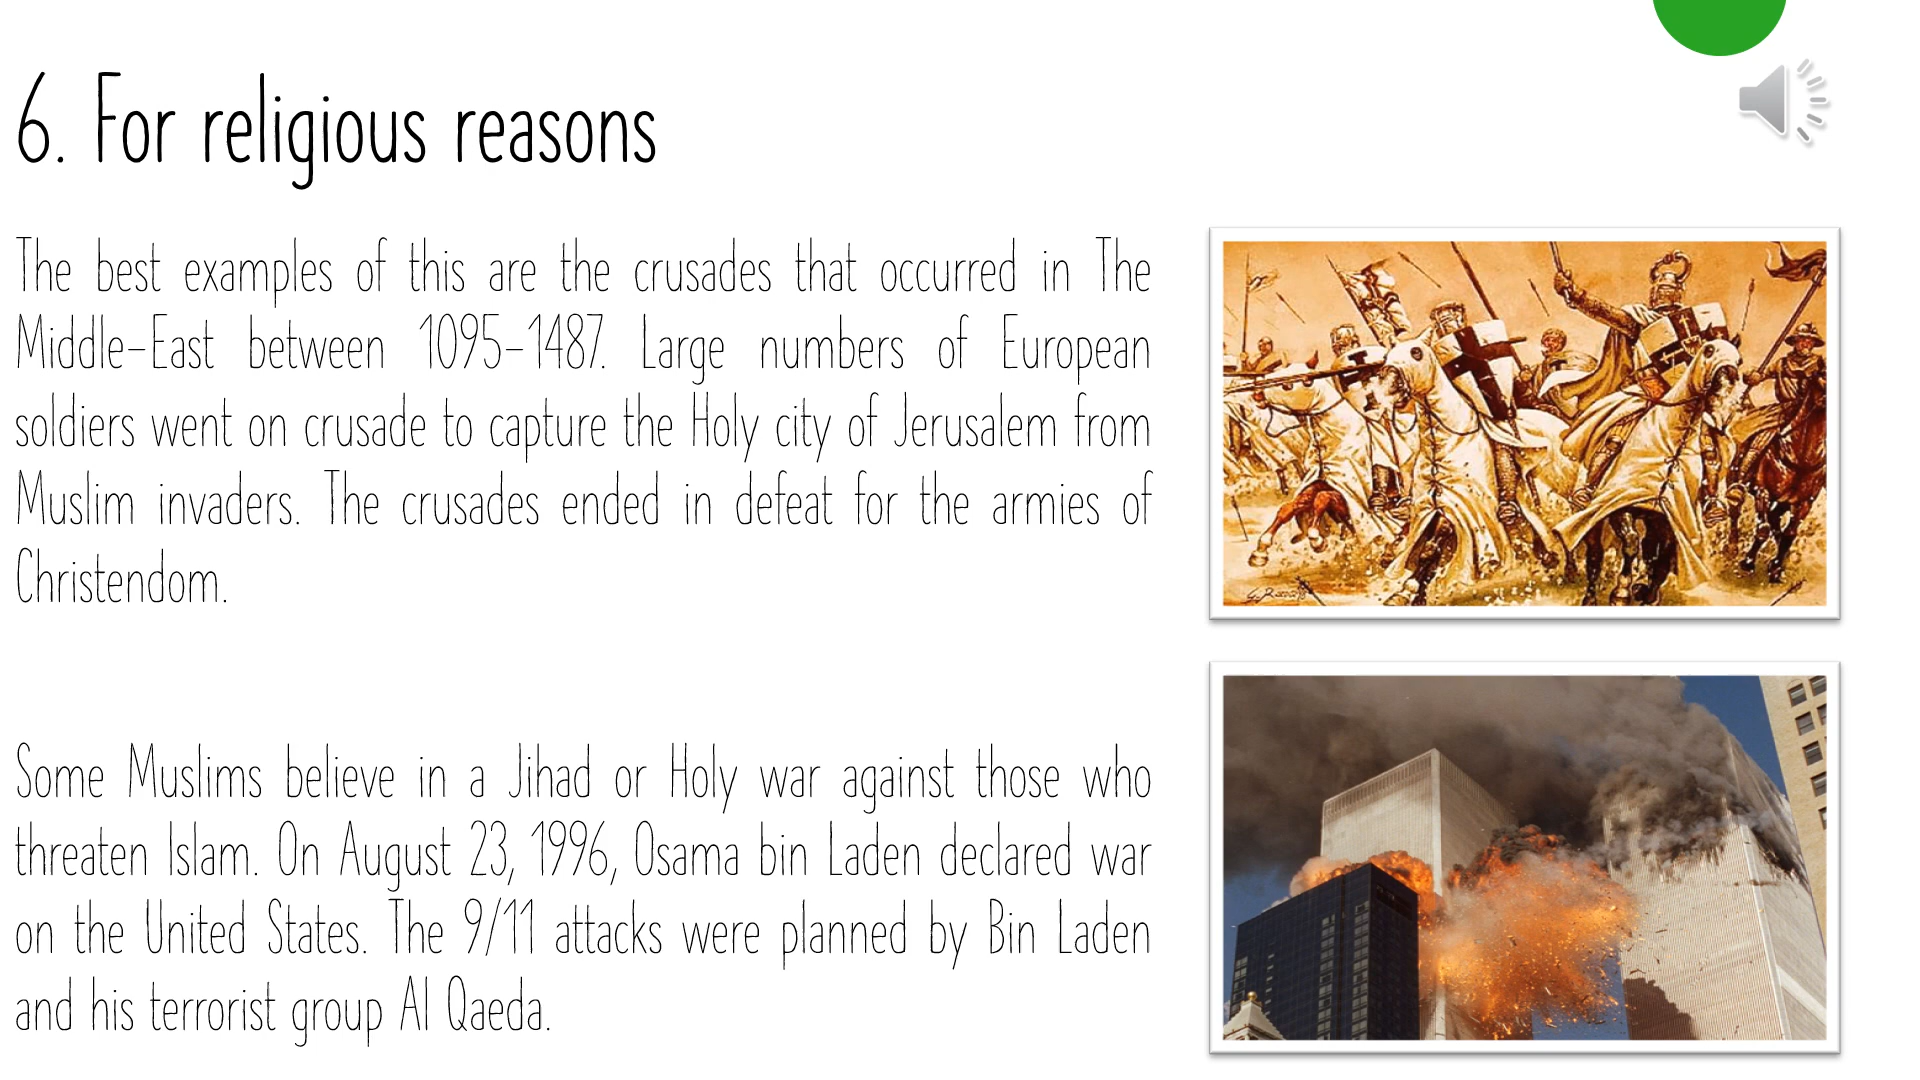 6. For religious reasons
The best examples of this are the crusades that occurred in The
Middle-East between 1095-1487. Large numbers of European
soldiers went on crusade to capture the Holy city of Jerusalem from
Muslim invaders. The crusades ended in defeat for the armies of
Christendom.
Some Muslims believe in a Jihad or Holy war against those who
threaten Islam. On August 23, 1996, Osama bin Laden declared war
on the United States. The 9/11 attacks were planned by Bin Laden
and his terrorist group Al Qaeda.